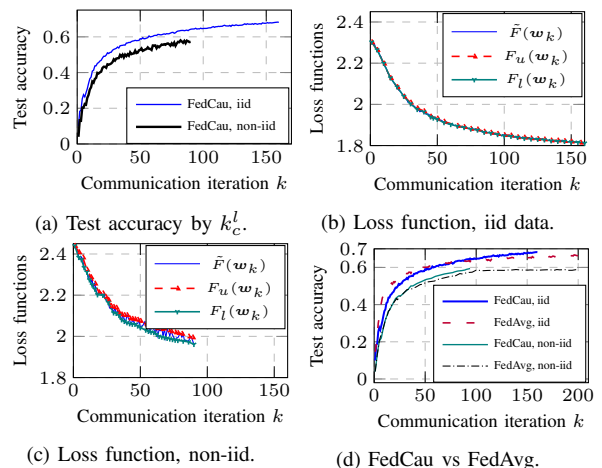 0.6
0.4
0.2
0
Test accuracy
FedCau, iid
FedCau, non-iid
0 50 100 150
Communication iteration k
(a) Test accuracy by k_c^l.
2.4
2.2
2
1.8
Loss functions
F̃(w_k)
F_u(w_k)
F_l(w_k)
0 50 100 150
Communication iteration k
(b) Loss function, iid data.
2.4
2.2
2
1.8
Loss functions
F̃(w_k)
F_u(w_k)
F_l(w_k)
0 50 100 150
Communication iteration k
(c) Loss function, non-iid.
0.7
0.6
0.4
0.2
0
Test accuracy
FedCau, iid
FedAvg, iid
FedCau, non-iid
FedAvg, non-iid
0 50 100 150 200
Communication iteration k
(d) FedCau vs FedAvg.